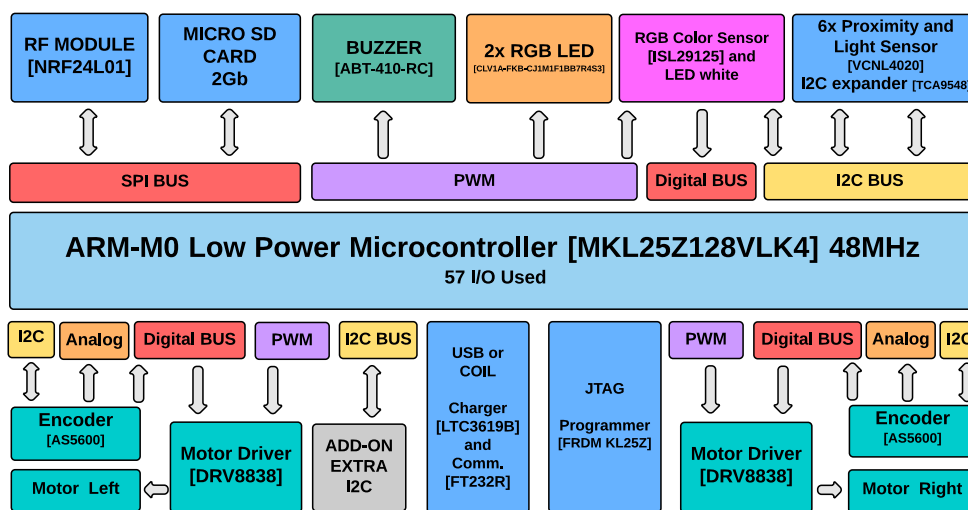 RF MODULE
[NRF24L01]
MICRO SD
CARD
2Gb
BUZZER
[ABT-410-RC]
2x RGB LED
[CLV1A-FKB-CJ1M1F1BB7R4S3]
RGB Color Sensor
[ISL29125] and
LED white
6x Proximity and
Light Sensor
[VCNL4020]
I2C expander [TCA9548]
SPI BUS
PWM
Digital BUS
I2C BUS
ARM-M0 Low Power Microcontroller [MKL25Z128VLK4] 48MHz
57 I/O Used
I2C
Analog
Digital BUS
PWM
I2C BUS
USB or
COIL
Charger
[LTC3619B]
and
Comm.
[FT232R]
JTAG
Programmer
[FRDM KL25Z]
PWM
Digital BUS
Analog
I2C
Encoder
[AS5600]
Motor Driver
[DRV8838]
ADD-ON
EXTRA
I2C
Motor Left
Motor Driver
[DRV8838]
Encoder
[AS5600]
Motor Right